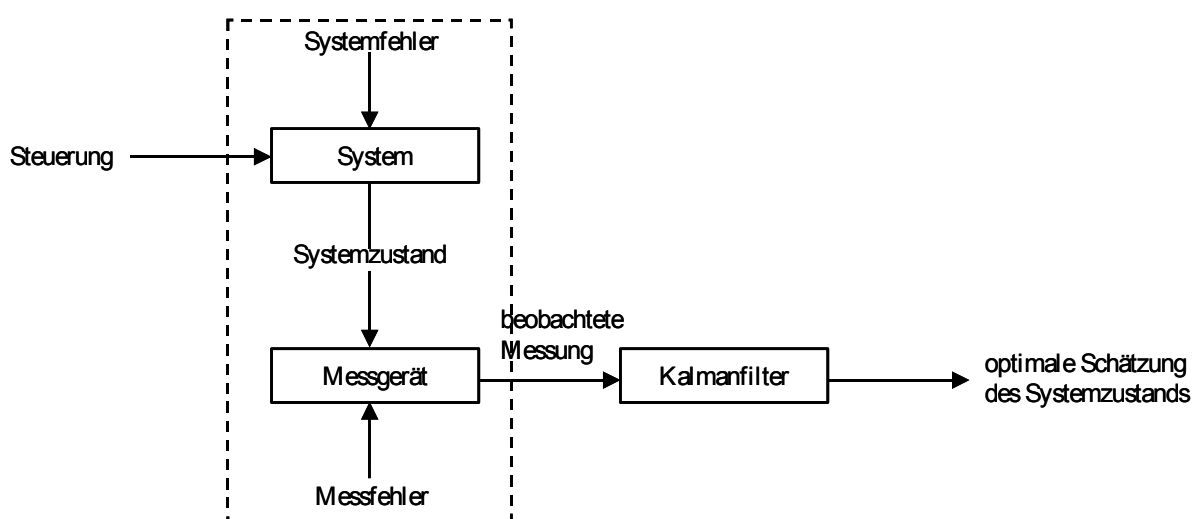 Systemfehler
Steuerung
System
Systemzustand
beobachtete
Messung
Messgerät
Kalmanfilter
optimale Schätzung
des Systemzustands
Messfehler